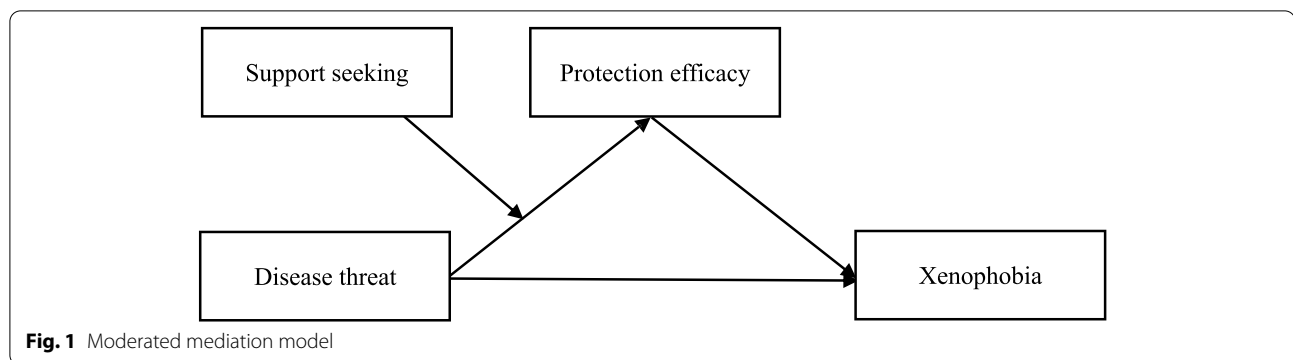 Support seeking
Protection efficacy
Disease threat
Xenophobia
Fig. 1 Moderated mediation model